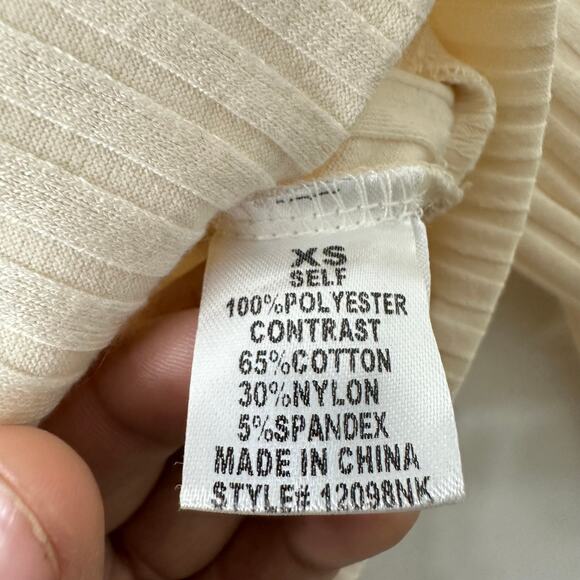 XS
SELF
100%POLYESTER
CONTRAST
65%COTTON
30%NYLON
5%SPANDEX
MADE IN CHINA
STYLE# 12098NK